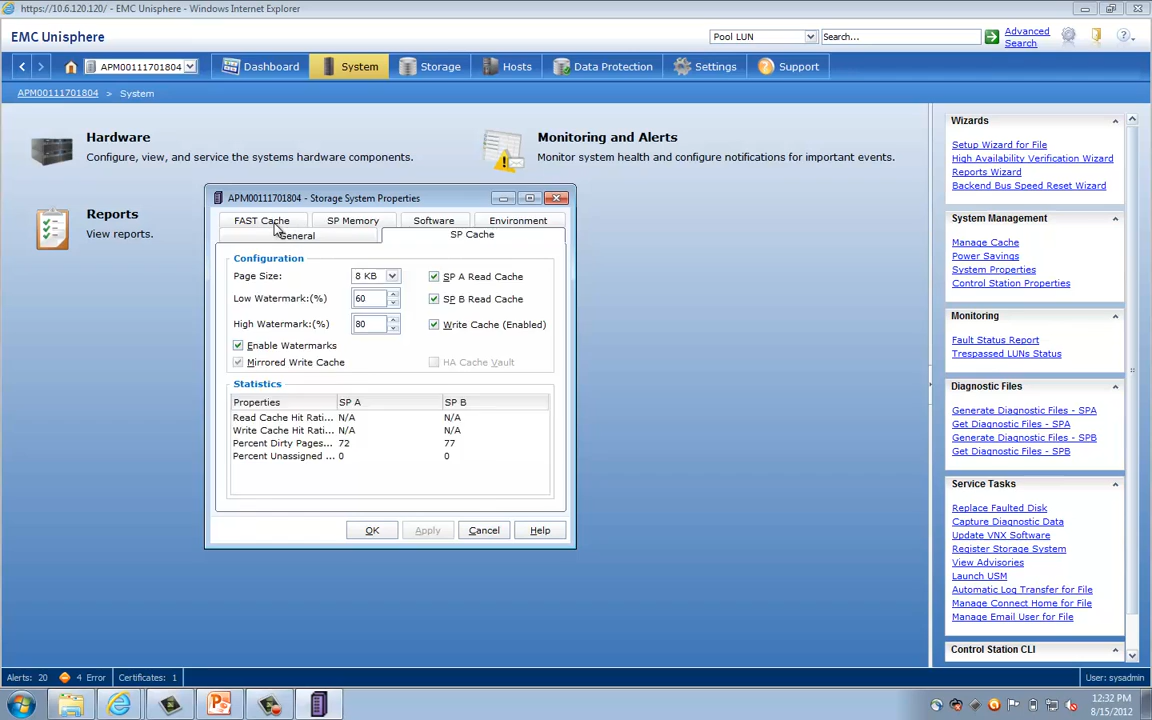 https://10.6.120.120/ - EMC Unisphere - Windows Internet Explorer
EMC Unisphere
Pool LUN
Search...
Advanced Search
APM00111701804
Dashboard
System
Storage
Hosts
Data Protection
Settings
Support
APM00111701804
System
Hardware
Configure, view, and service the systems hardware components.
Monitoring and Alerts
Monitor system health and configure notifications for important events.
Reports
View reports.
APM00111701804 - Storage System Properties
FAST Cache
SP Memory
Software
Environment
General
SP Cache
Configuration
Page Size: 8 KB
SP A Read Cache
Low Watermark:(%) 60
SP B Read Cache
High Watermark:(%) 80
Write Cache (Enabled)
Enable Watermarks
Mirrored Write Cache
HA Cache Vault
Statistics
Properties SP A SP B
Read Cache Hit Rati... N/A N/A
Write Cache Hit Rati... N/A N/A
Percent Dirty Pages... 72 77
Percent Unassigned ... 0 0
OK
Apply
Cancel
Help
Wizards
Setup Wizard for File
High Availability Verification Wizard
Reports Wizard
Backend Bus Speed Reset Wizard
System Management
Manage Cache
Power Savings
System Properties
Control Station Properties
Monitoring
Fault Status Report
Trespassed LUNs Status
Diagnostic Files
Generate Diagnostic Files - SPA
Get Diagnostic Files - SPA
Generate Diagnostic Files - SPB
Get Diagnostic Files - SPB
Service Tasks
Replace Faulted Disk
Capture Diagnostic Data
Update VNX Software
Register Storage System
View Advisories
Launch USM
Automatic Log Transfer for File
Manage Connect Home for File
Manage Email User for File
Control Station CLI
Alerts: 20
4 Error
Certificates: 1
User: sysadmin
12:32 PM
8/15/2012